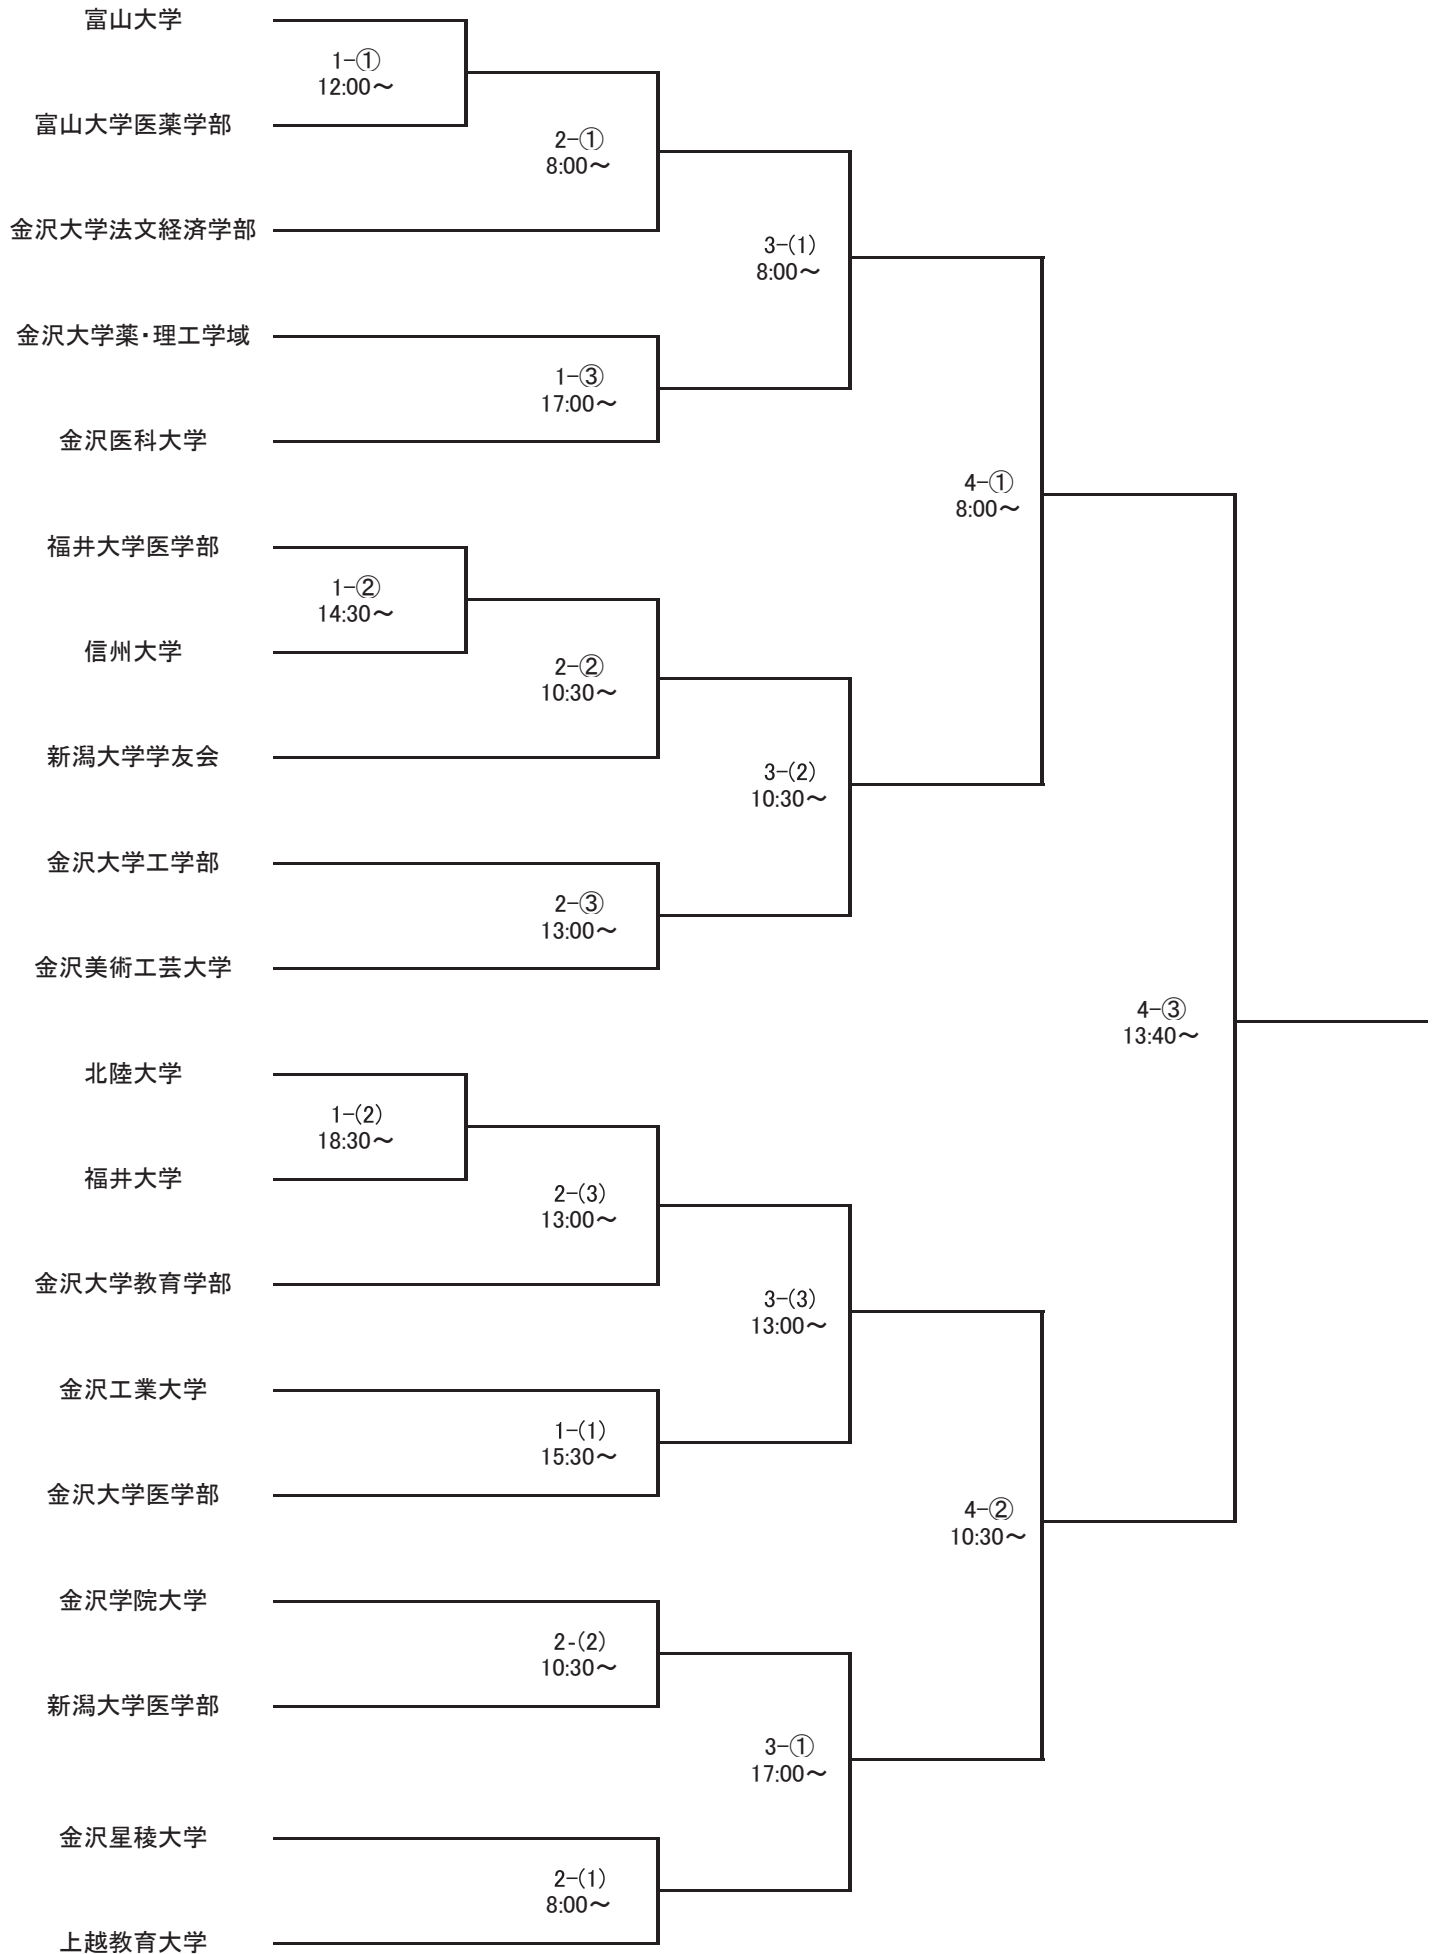 富山大学
1-①
12:00～
富山大学医薬学部
2-①
8:00～
金沢大学法文経済学部
3-(1)
8:00～
金沢大学薬・理工学域
1-③
17:00～
金沢医科大学
4-①
8:00～
福井大学医学部
1-②
14:30～
信州大学
2-②
10:30～
新潟大学学友会
3-(2)
10:30～
金沢大学工学部
2-③
13:00～
金沢美術工芸大学
4-③
13:40～
北陸大学
1-(2)
18:30～
福井大学
2-(3)
13:00～
金沢大学教育学部
3-(3)
13:00～
金沢工業大学
1-(1)
15:30～
金沢大学医学部
4-②
10:30～
金沢学院大学
2-(2)
10:30～
新潟大学医学部
3-①
17:00～
金沢星稜大学
2-(1)
8:00～
上越教育大学